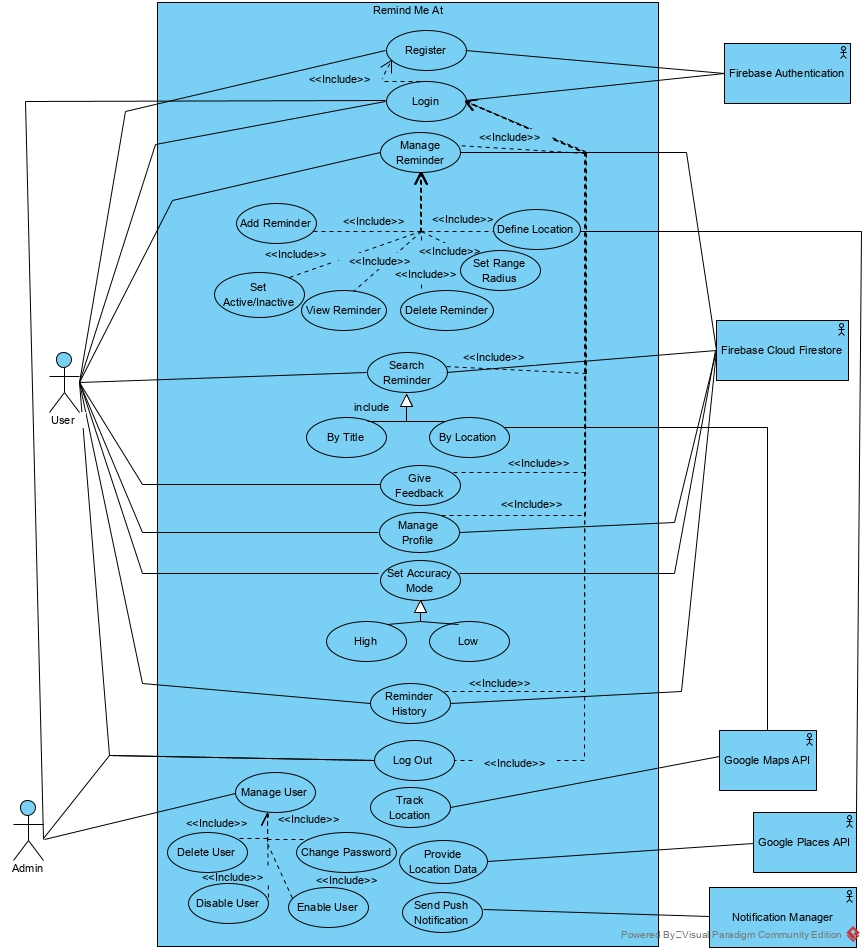 Remind Me At
Register
<<Include>>
Firebase Authentication
Login
<<Include>>
Manage
Reminder
Add Reminder
<<Include>>
<<Include>>
Define Location
<<Include>>
<<Include>>
<<Include>>
<<Include>>
Set Range
Radius
Set
Active/Inactive
View Reminder
Delete Reminder
Firebase Cloud Firestore
<<Include>>
Search
Reminder
User
include
By Title
By Location
<<Include>>
Give
Feedback
<<Include>>
Manage
Profile
Set Accuracy
Mode
High
Low
<<Include>>
Reminder
History
Log Out
<<Include>>
Google Maps API
Manage User
Track
Location
Admin
<<Include>>
<<Include>>
Delete User
Change Password
Provide
Location Data
Google Places API
<<Include>>
<<Include>>
Disable User
Enable User
Send Push
Notification
Notification Manager
Powered By Visual Paradigm Community Edition